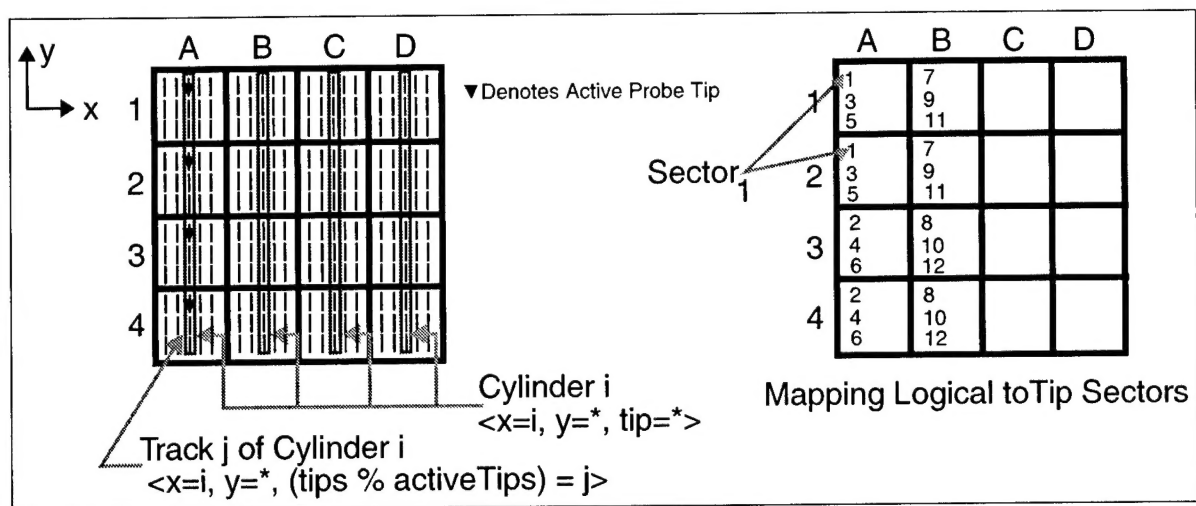 y
x
A B C D
1
2
3
4
▼Denotes Active Probe Tip
Cylinder i
<x=i, y=*, tip=*>
Track j of Cylinder i
<x=i, y=*, (tips % activeTips) = j>
A B C D
1
2
3
4
1 7
3 9
5 11
1 7
3 9
5 11
2 8
4 10
6 12
2 8
4 10
6 12
Sector1
Mapping Logical toTip Sectors